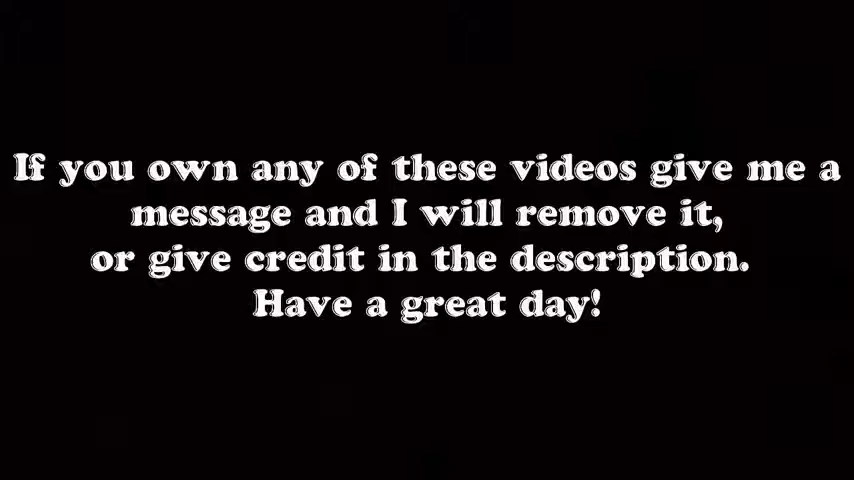 If you own any of these videos give me a
message and I will remove it,
or give credit in the description.
Have a great day!